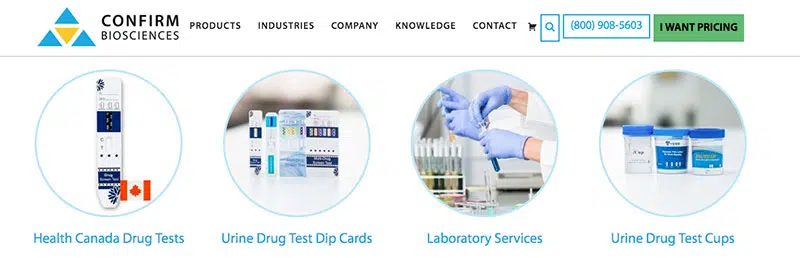 CONFIRM
BIOSCIENCES
PRODUCTS INDUSTRIES COMPANY KNOWLEDGE CONTACT (800) 908-5603 I WANT PRICING
Health Canada Drug Tests
Urine Drug Test Dip Cards
Laboratory Services
Urine Drug Test Cups